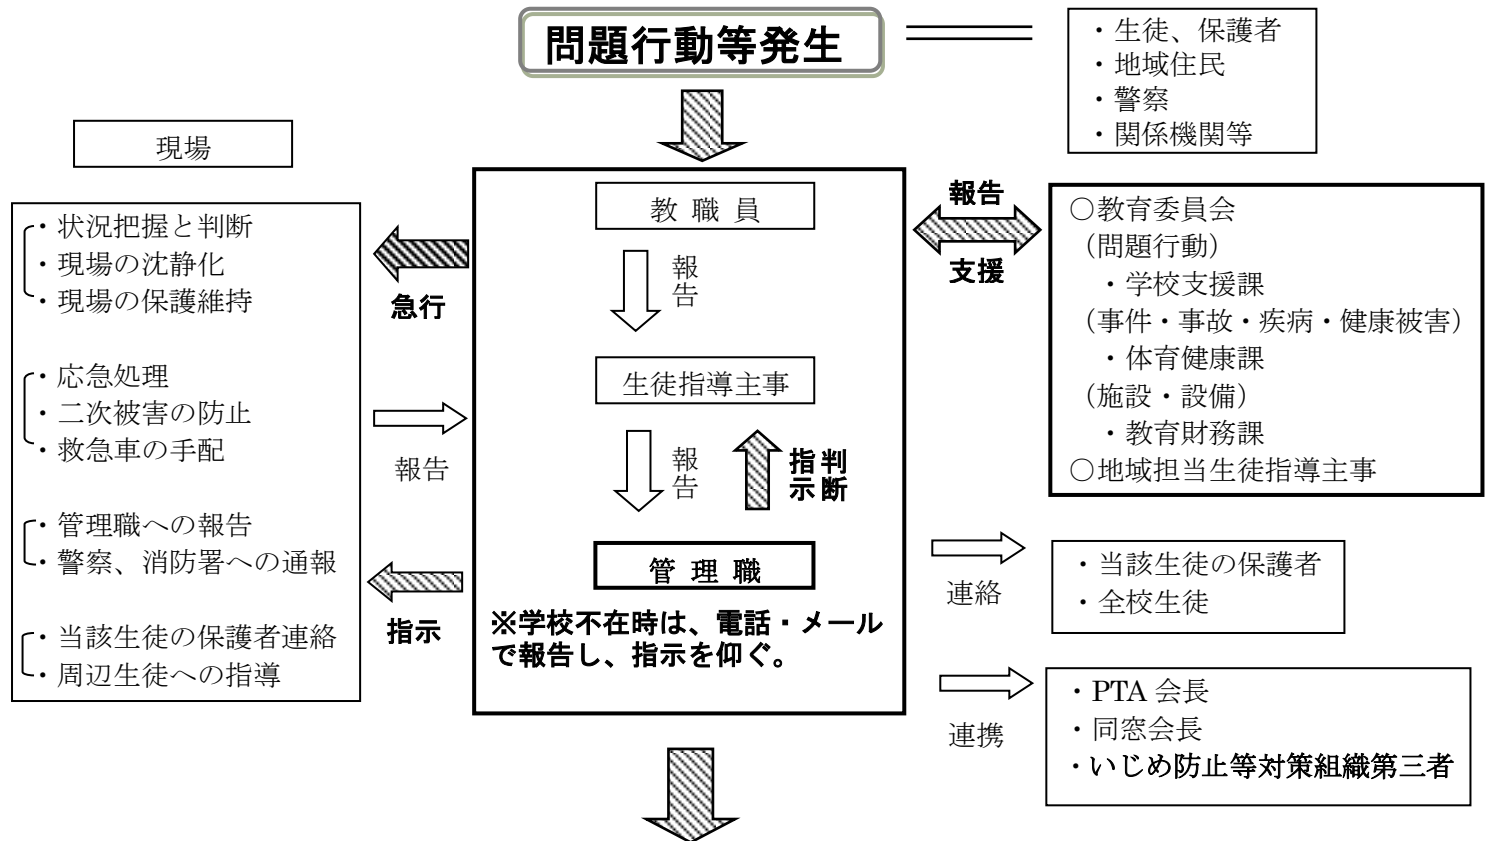 問題行動等発生
・生徒、保護者
・地域住民
・警察
・関係機関等
現場
・状況把握と判断
・現場の沈静化
・現場の保護維持
・応急処理
・二次被害の防止
・救急車の手配
・管理職への報告
・警察、消防署への通報
・当該生徒の保護者連絡
・周辺生徒への指導
急行
報告
指示
教職員
報告
生徒指導主事
報告
指示
判断
管理職
※学校不在時は、電話・メール
で報告し、指示を仰ぐ。
報告
支援
○教育委員会
(問題行動)
・学校支援課
(事件・事故・疾病・健康被害)
・体育健康課
(施設・設備)
・教育財務課
○地域担当生徒指導主事
連絡
・当該生徒の保護者
・全校生徒
連携
・PTA 会長
・同窓会長
・いじめ防止等対策組織第三者